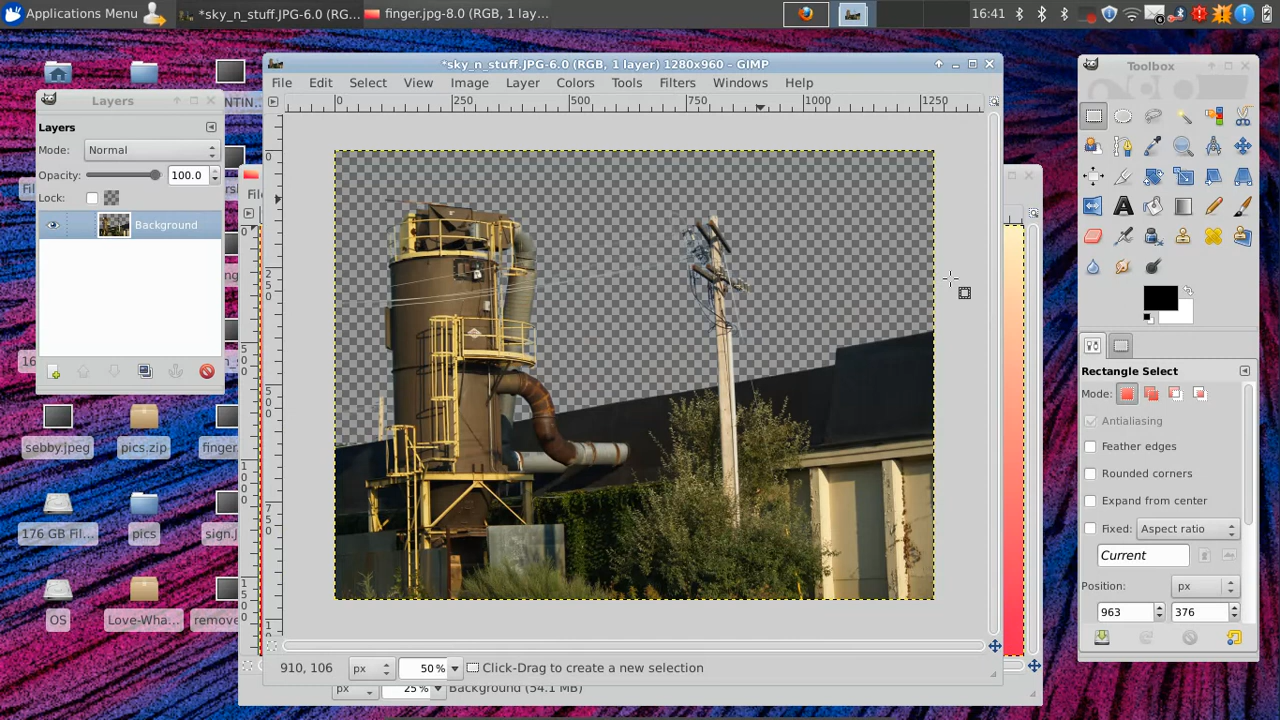 Applications Menu
*sky_n_stuff.JPG-6.0 (RG...
finger.jpg-8.0 (RGB, 1 lay...
16:41
*sky_n_stuff.JPG-6.0 (RGB, 1 layer) 1280x960 – GIMP
File Edit Select View Image Layer Colors Tools Filters Windows Help
0 250 500 750 1000 1250
Layers
Layers
Mode: Normal
Opacity: 100.0
Lock:
Background
sebby.jpeg
pics.zip
finger.
176 GB Fil...
pics
sign.J
OS
Love-Wha...
remove
910, 106 px 50% Click-Drag to create a new selection
px 25% Background (54.1 MB)
Toolbox
Rectangle Select
Mode:
Antialiasing
Feather edges
Rounded corners
Expand from center
Fixed: Aspect ratio
Current
Position: px
963 376